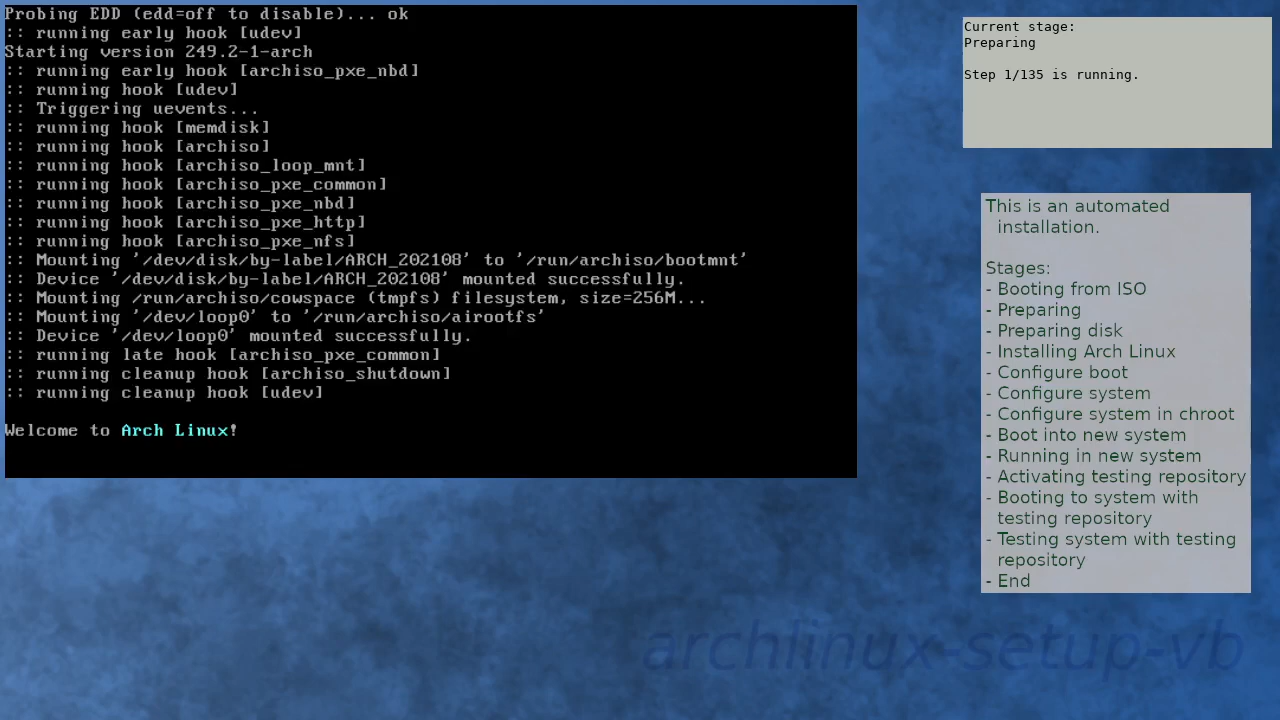 Probing EDD (edd=off to disable)... ok
:: running early hook [udev]
Starting version 249.2-1-arch
:: running early hook [archiso_pxe_nbd]
:: running hook [udev]
:: Triggering uevents...
:: running hook [memdisk]
:: running hook [archiso]
:: running hook [archiso_loop_mnt]
:: running hook [archiso_pxe_common]
:: running hook [archiso_pxe_nbd]
:: running hook [archiso_pxe_http]
:: running hook [archiso_pxe_nfs]
:: Mounting '/dev/disk/by-label/ARCH_202108' to '/run/archiso/bootmnt'
:: Device '/dev/disk/by-label/ARCH_202108' mounted successfully.
:: Mounting /run/archiso/cowspace (tmpfs) filesystem, size=256M...
:: Mounting '/dev/loop0' to '/run/archiso/airootfs'
:: Device '/dev/loop0' mounted successfully.
:: running late hook [archiso_pxe_common]
:: running cleanup hook [archiso_shutdown]
:: running cleanup hook [udev]
Welcome to Arch Linux!
Current stage:
Preparing
Step 1/135 is running.
This is an automated
installation.
Stages:
- Booting from ISO
- Preparing
- Preparing disk
- Installing Arch Linux
- Configure boot
- Configure system
- Configure system in chroot
- Boot into new system
- Running in new system
- Activating testing repository
- Booting to system with
testing repository
- Testing system with testing
repository
- End
archlinux-setup-vb